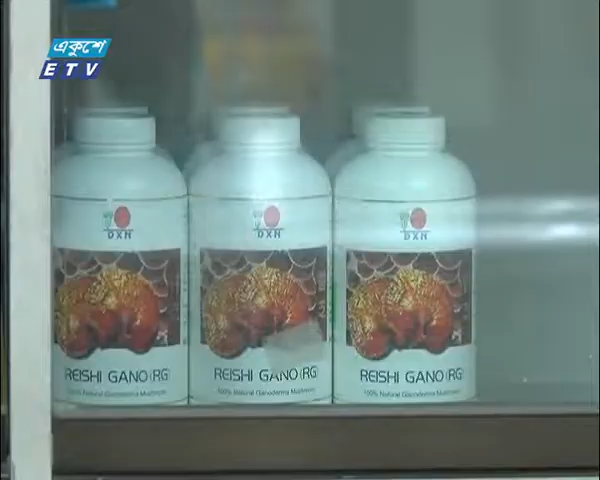 একুশে
ETV
DXN
DXN
DXN
REISHI GANO (RG)
100% Natural Ganoderma Mushroom
REISHI GANO (RG)
100% Natural Ganoderma Mushroom
REISHI GANO (RG)
100% Natural Ganoderma Mushroom